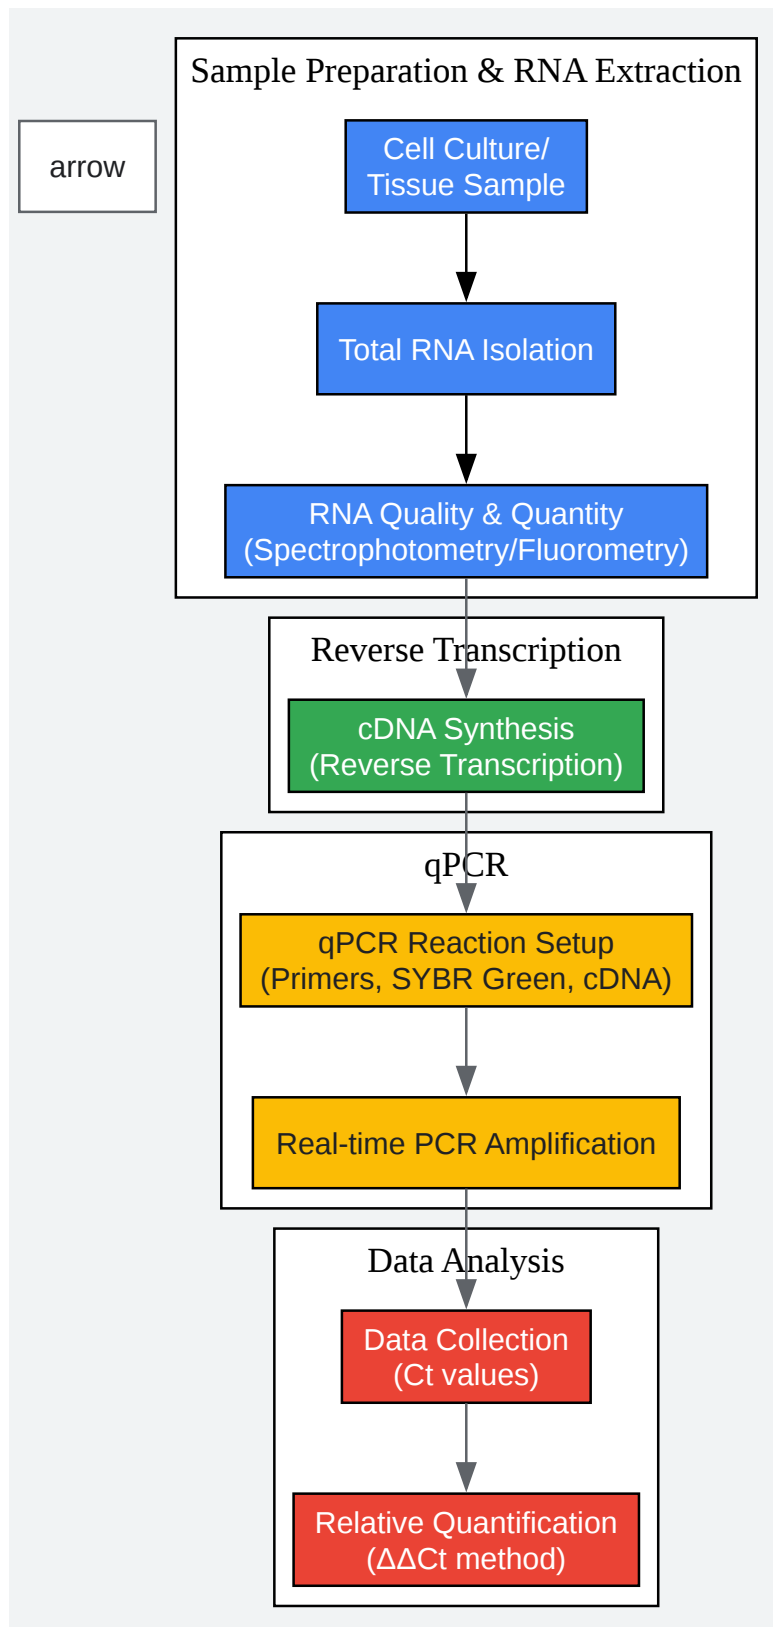 Sample Preparation & RNA Extraction
arrow
Cell Culture/
Tissue Sample
Total RNA Isolation
RNA Quality & Quantity
(Spectrophotometry/Fluorometry)
Reverse Transcription
cDNA Synthesis
(Reverse Transcription)
qPCR
qPCR Reaction Setup
(Primers, SYBR Green, cDNA)
Real-time PCR Amplification
Data Analysis
Data Collection
(Ct values)
Relative Quantification
(ΔΔCt method)